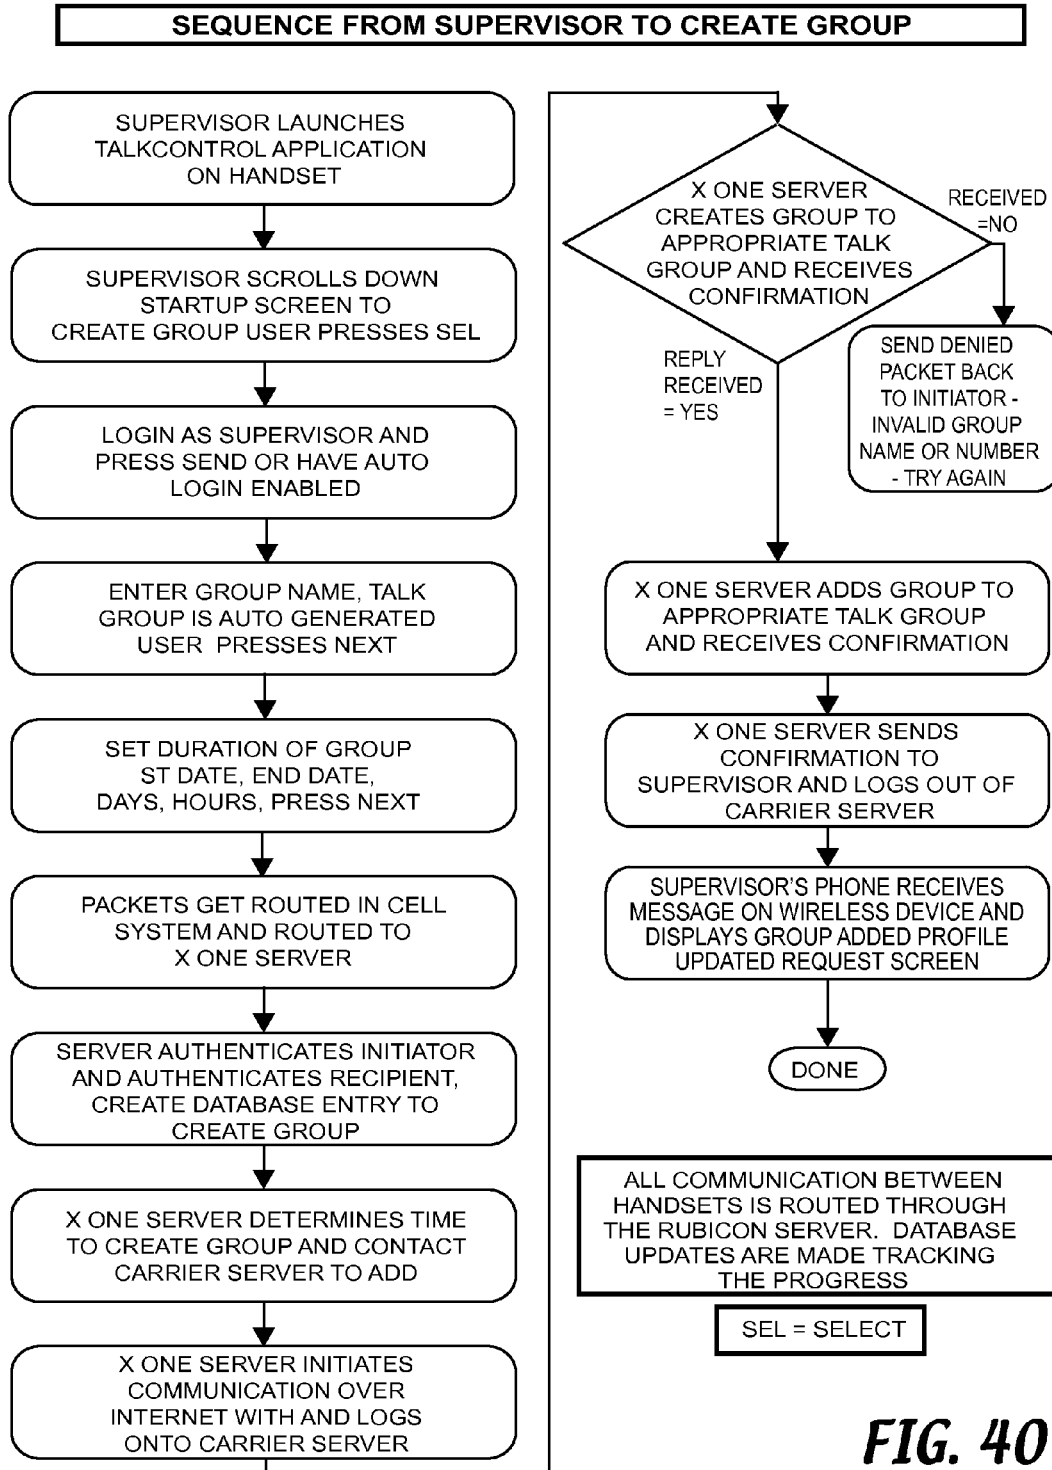 SEQUENCE FROM SUPERVISOR TO CREATE GROUP
SUPERVISOR LAUNCHES
TALKCONTROL APPLICATION
ON HANDSET
SUPERVISOR SCROLLS DOWN
STARTUP SCREEN TO
CREATE GROUP USER PRESSES SEL
LOGIN AS SUPERVISOR AND
PRESS SEND OR HAVE AUTO
LOGIN ENABLED
ENTER GROUP NAME, TALK
GROUP IS AUTO GENERATED
USER PRESSES NEXT
SET DURATION OF GROUP
ST DATE, END DATE,
DAYS, HOURS, PRESS NEXT
PACKETS GET ROUTED IN CELL
SYSTEM AND ROUTED TO
X ONE SERVER
SERVER AUTHENTICATES INITIATOR
AND AUTHENTICATES RECIPIENT,
CREATE DATABASE ENTRY TO
CREATE GROUP
X ONE SERVER DETERMINES TIME
TO CREATE GROUP AND CONTACT
CARRIER SERVER TO ADD
X ONE SERVER INITIATES
COMMUNICATION OVER
INTERNET WITH AND LOGS
ONTO CARRIER SERVER
X ONE SERVER
CREATES GROUP TO
APPROPRIATE TALK
GROUP AND RECEIVES
CONFIRMATION
RECEIVED
=NO
SEND DENIED
PACKET BACK
TO INITIATOR -
INVALID GROUP
NAME OR NUMBER
- TRY AGAIN
REPLY
RECEIVED
= YES
X ONE SERVER ADDS GROUP TO
APPROPRIATE TALK GROUP
AND RECEIVES CONFIRMATION
X ONE SERVER SENDS
CONFIRMATION TO
SUPERVISOR AND LOGS OUT OF
CARRIER SERVER
SUPERVISOR'S PHONE RECEIVES
MESSAGE ON WIRELESS DEVICE AND
DISPLAYS GROUP ADDED PROFILE
UPDATED REQUEST SCREEN
DONE
ALL COMMUNICATION BETWEEN
HANDSETS IS ROUTED THROUGH
THE RUBICON SERVER. DATABASE
UPDATES ARE MADE TRACKING
THE PROGRESS
SEL = SELECT
FIG. 40